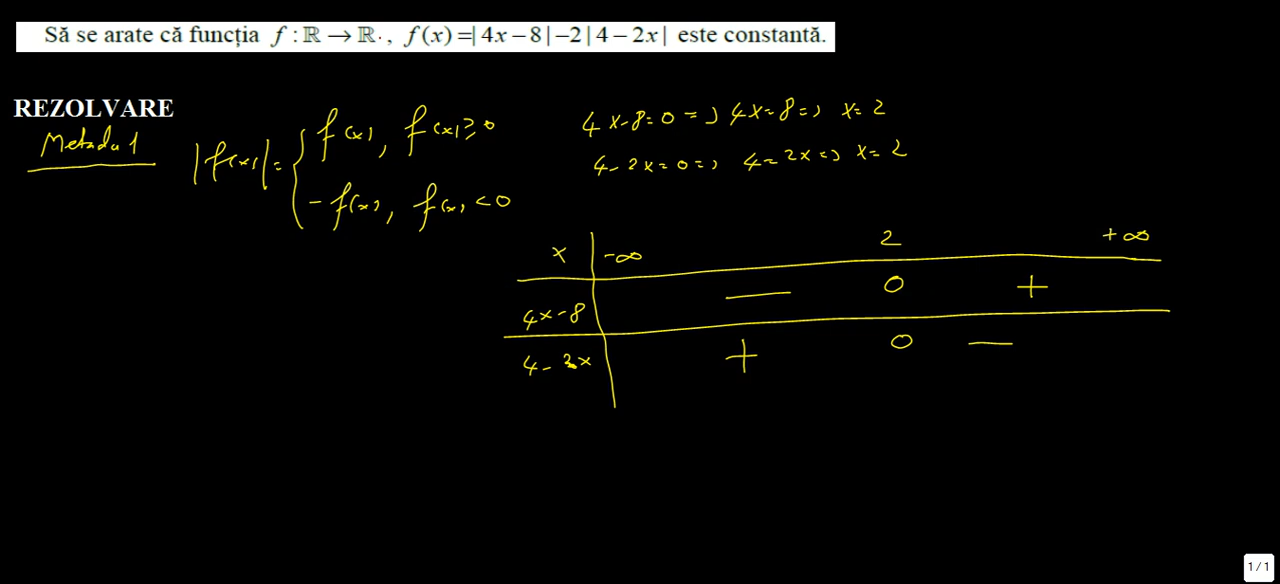 Să se arate că funcția f : ℝ → ℝ , f(x) =| 4x − 8 | −2 | 4 − 2x | este constantă.
REZOLVARE
Metoda 1
|f(x)| = { f(x), f(x) ≥ 0
- f(x), f(x) < 0
4x-8=0 => 4x=8 => x=2
4-2x=0 => 4=2x => x=2
x -∞ 2 +∞
4x-8 — 0 +
4-2x + 0 —
1/1